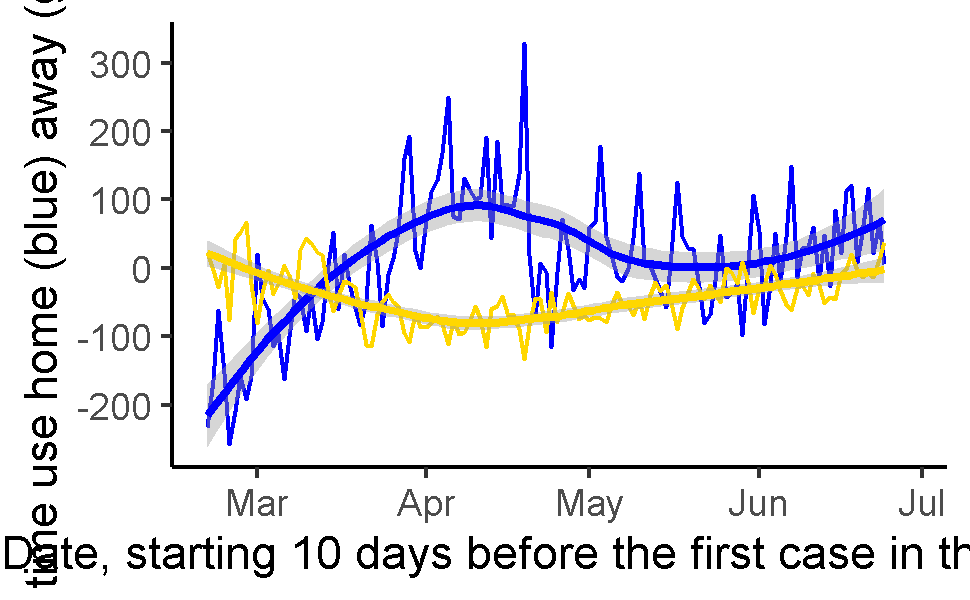 time use home (blue) away (
300
200
100
0
-100
-200
Mar Apr May Jun Jul
Date, starting 10 days before the first case in th